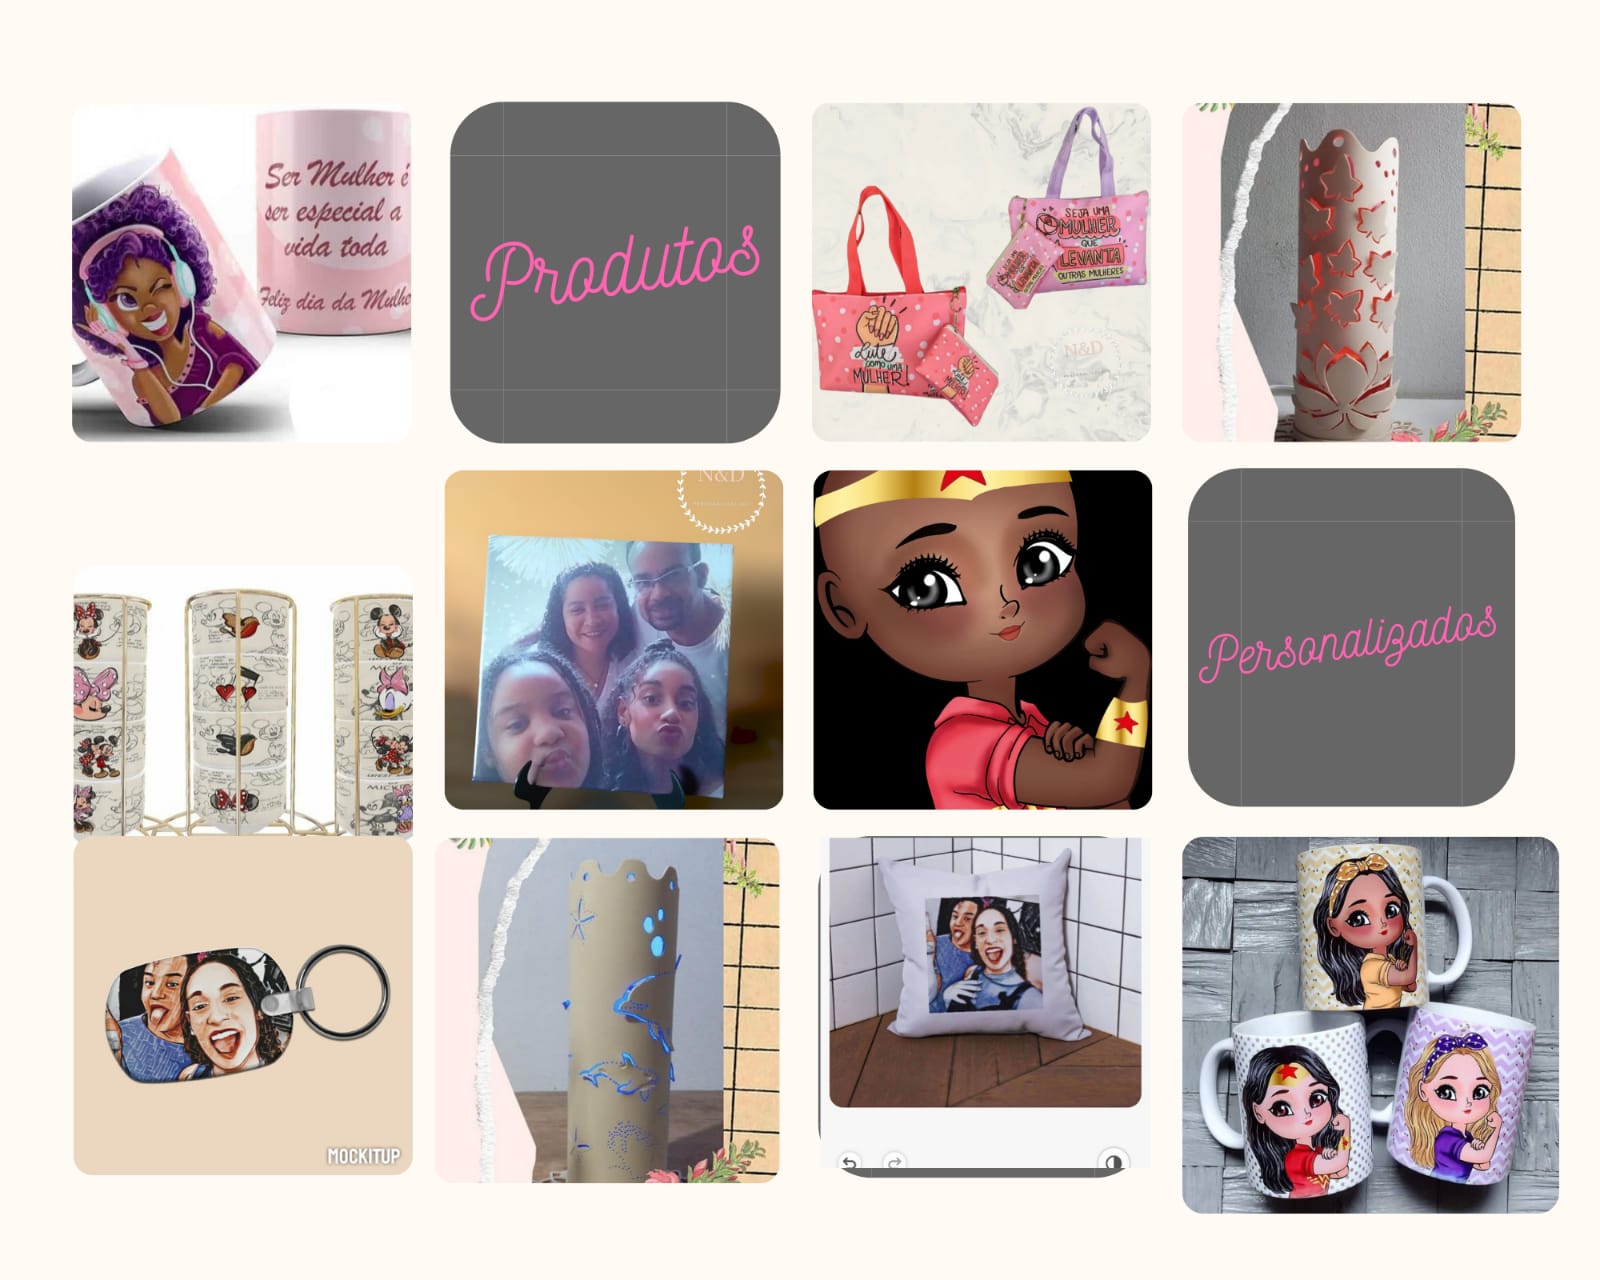 Ser Mulher é
ser especial a
vida toda
Feliz dia da
Produtos
SEJA UMA
MULHER
QUE
LEVANTA
OUTRAS MULHERES
Lute
COMO UMA
MULHER!
N&D
N&D
Personalizados
MOCKITUP